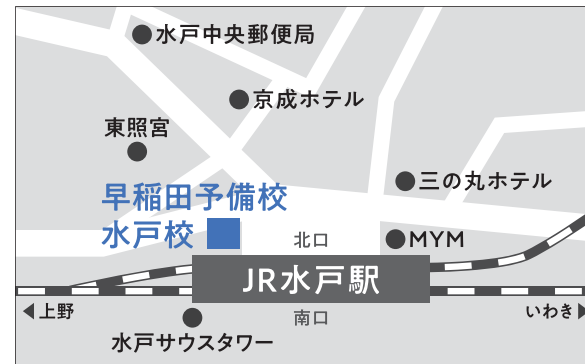 水戸中央郵便局
京成ホテル
東照宮
三の丸ホテル
早稲田予備校
水戸校
北口
MYM
JR水戸駅
上野
南口
いわき
水戸サウスタワー